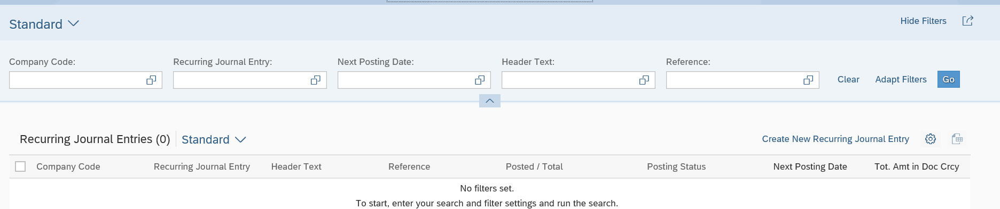 Standard
Hide Filters
Company Code: Recurring Journal Entry: Next Posting Date: Header Text: Reference:
Clear Adapt Filters Go
Recurring Journal Entries (0) Standard
Create New Recurring Journal Entry
Company Code Recurring Journal Entry Header Text Reference Posted / Total Posting Status Next Posting Date Tot. Amt in Doc Crcy
No filters set.
To start, enter your search and filter settings and run the search.